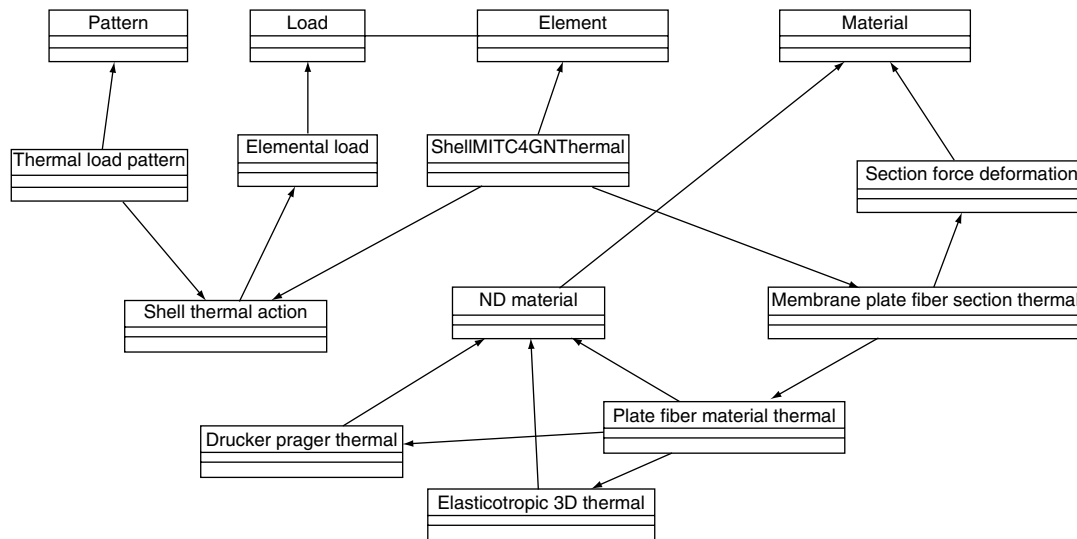 Pattern
Load
Element
Material
Thermal load pattern
Elemental load
ShellMITC4GNThermal
Section force deformation
Shell thermal action
ND material
Membrane plate fiber section thermal
Drucker prager thermal
Plate fiber material thermal
Elasticotropic 3D thermal